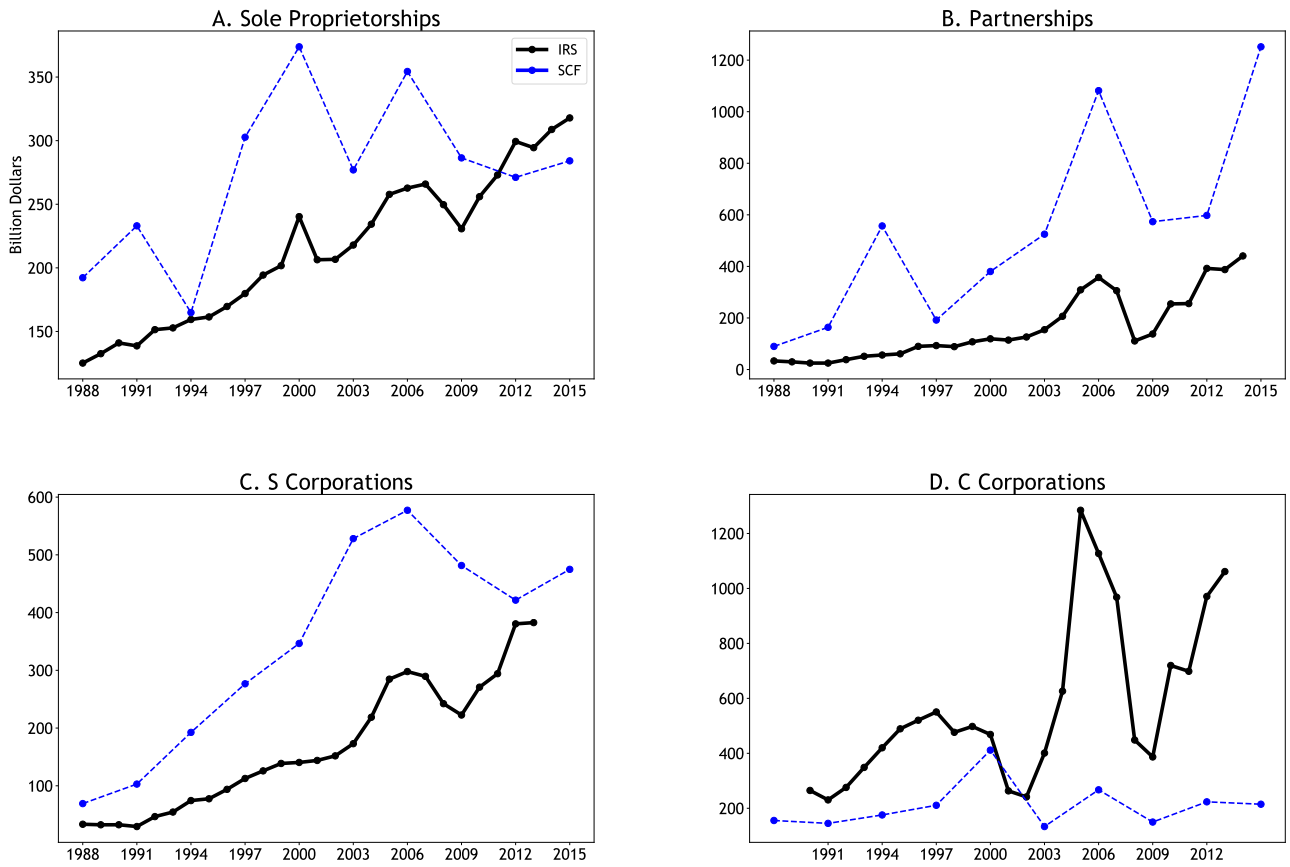 A. Sole Proprietorships
IRS
SCF
Billion Dollars
350
300
250
200
150
1988 1991 1994 1997 2000 2003 2006 2009 2012 2015
B. Partnerships
1200
1000
800
600
400
200
0
1988 1991 1994 1997 2000 2003 2006 2009 2012 2015
C. S Corporations
600
500
400
300
200
100
1988 1991 1994 1997 2000 2003 2006 2009 2012 2015
D. C Corporations
1200
1000
800
600
400
200
1991 1994 1997 2000 2003 2006 2009 2012